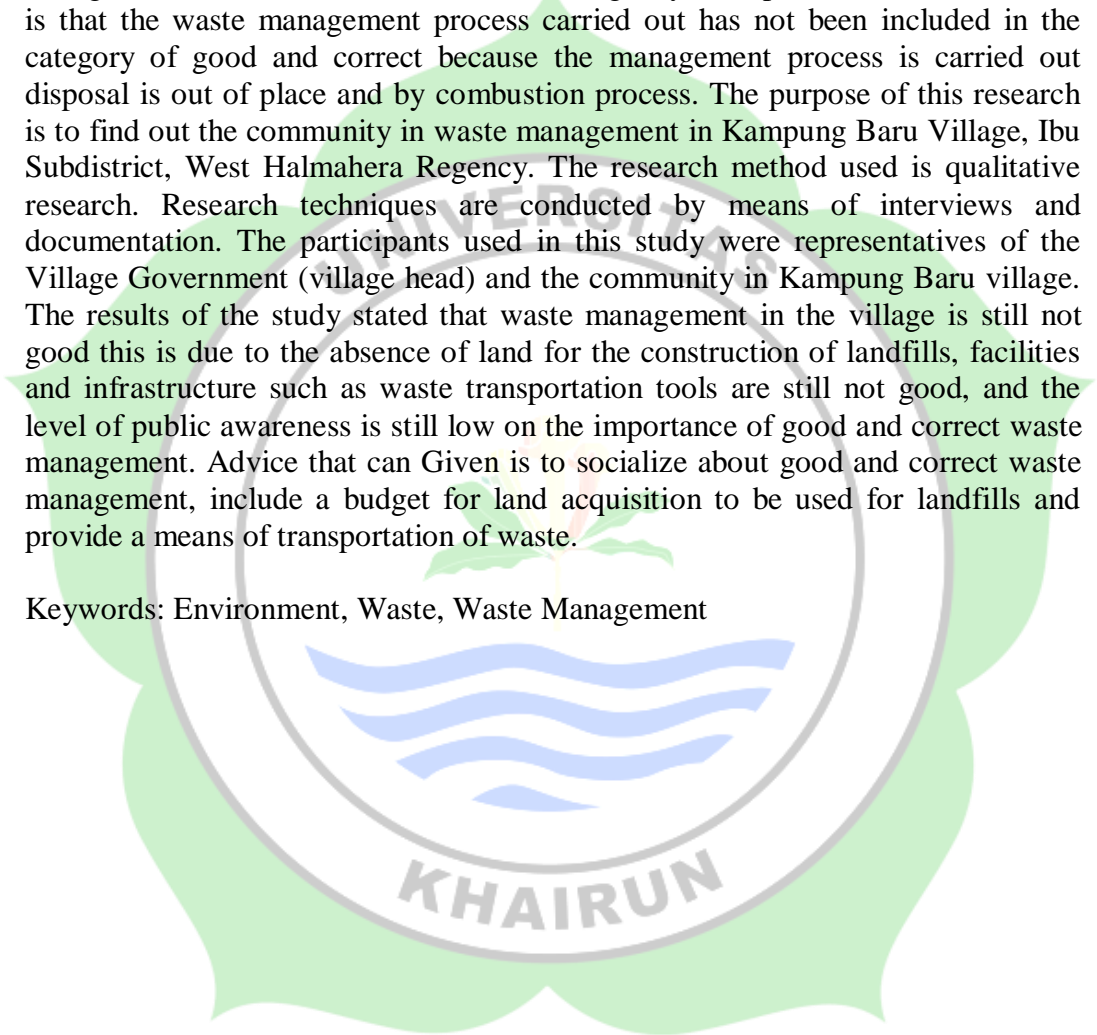 is that the waste management process carried out has not been included in the
category of good and correct because the management process is carried out
disposal is out of place and by combustion process. The purpose of this research
is to find out the community in waste management in Kampung Baru Village, Ibu
Subdistrict, West Halmahera Regency. The research method used is qualitative
research. Research techniques are conducted by means of interviews and
documentation. The participants used in this study were representatives of the
Village Government (village head) and the community in Kampung Baru village.
The results of the study stated that waste management in the village is still not
good this is due to the absence of land for the construction of landfills, facilities
and infrastructure such as waste transportation tools are still not good, and the
level of public awareness is still low on the importance of good and correct waste
management. Advice that can Given is to socialize about good and correct waste
management, include a budget for land acquisition to be used for landfills and
provide a means of transportation of waste.
Keywords: Environment, Waste, Waste Management
UNIVERSITAS
KHAIRUN